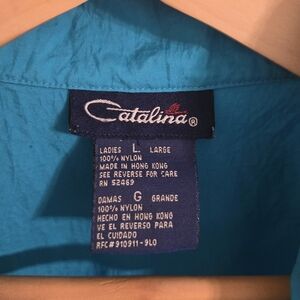 Catalina®
LADIES L LARGE
100% NYLON
MADE IN HONG KONG
SEE REVERSE FOR CARE
RN 52469
DAMAS G GRANDE
100% NYLON
HECHO EN HONG KONG
VE EL REVERSO PARA
EL CUIDADO
RFC#910911-9L0